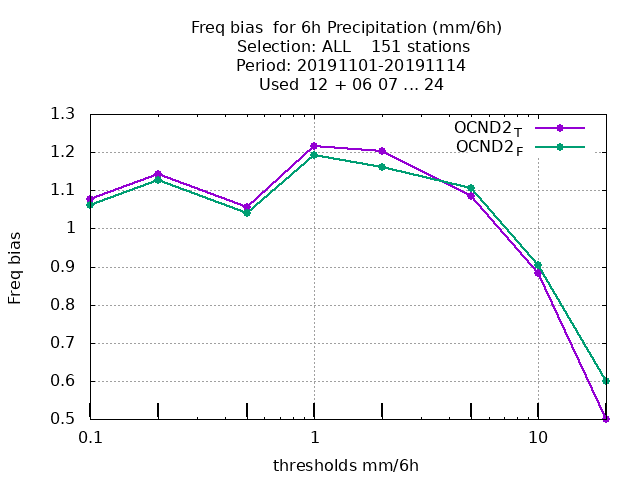 Freq bias  for 6h Precipitation (mm/6h)
Selection: ALL    151 stations
Period: 20191101-20191114
Used  12 + 06 07 ... 24
OCND2_T
OCND2_F
1.3
1.2
1.1
1
0.9
0.8
0.7
0.6
0.5
Freq bias
0.1 1 10
thresholds mm/6h